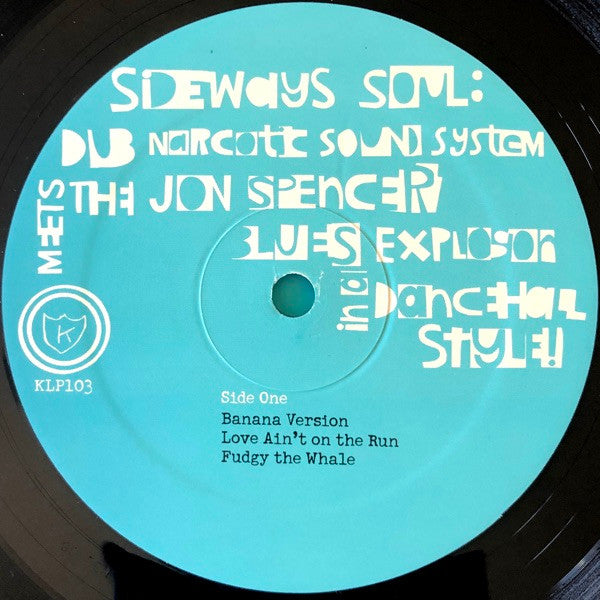 SiDEWAYS SOUL:
DUB NARCOTIC SOUND SYSTEM
MEETS THE JON SPENCER
BLUES EXPLOSION
in a DANCEHALL
STYLE!
K
KLP103
Side One
Banana Version
Love Ain't on the Run
Fudgy the Whale